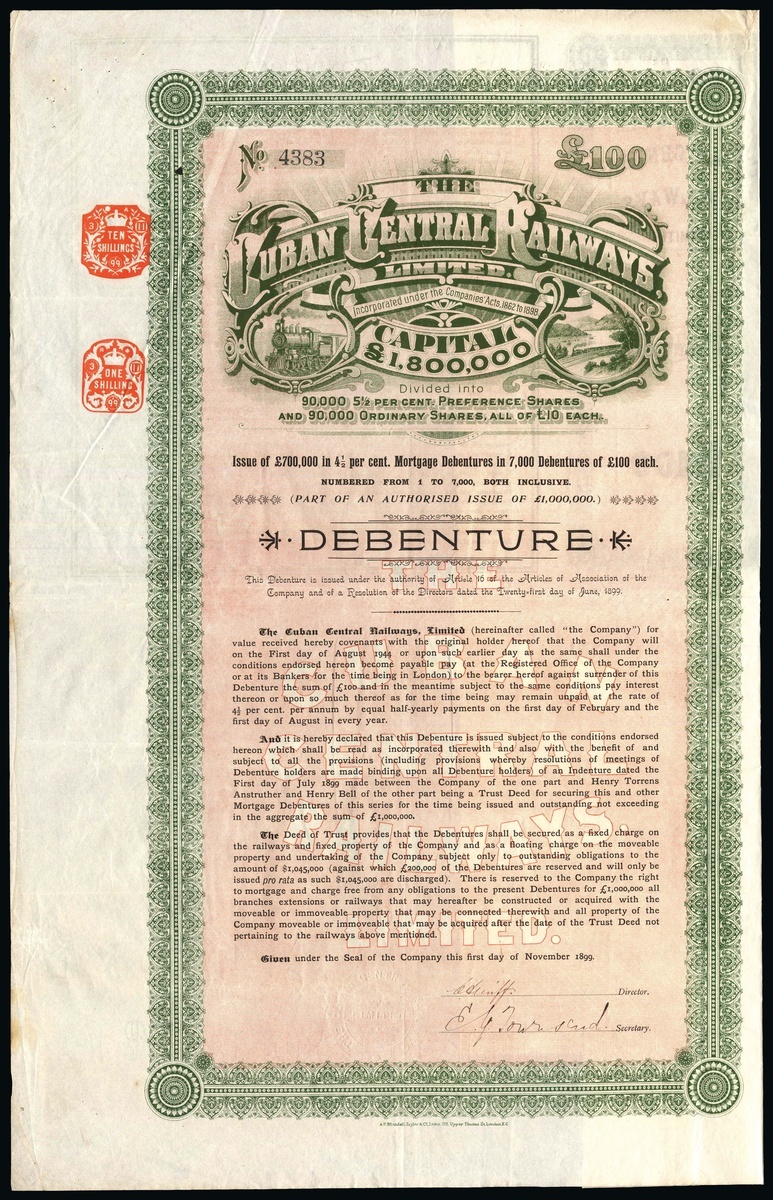 No 4383
£100
THE
CUBAN CENTRAL RAILWAYS,
LIMITED.
Incorporated under the Companies' Acts, 1862 to 1898
CAPITAL
£1,800,000
Divided into
90,000 5½ PER CENT. PREFERENCE SHARES
AND 90,000 ORDINARY SHARES, ALL OF £10 EACH.
3
TEN
SHILLINGS
99
3
ONE
SHILLING
99
Issue of £700,000 in 4½ per cent. Mortgage Debentures in 7,000 Debentures of £100 each.
NUMBERED FROM 1 TO 7,000, BOTH INCLUSIVE.
(PART OF AN AUTHORISED ISSUE OF £1,000,000.)
DEBENTURE
This Debenture is issued under the authority of Article 16 of the Articles of Association of the
Company and of a Resolution of the Directors dated the Twenty-first day of June, 1899.
The Cuban Central Railways, Limited (hereinafter called "the Company") for
value received hereby covenants with the original holder hereof that the Company will
on the First day of August 1944 or upon such earlier day as the same shall under the
conditions endorsed hereon become payable pay (at the Registered Office of the Company
or at its Bankers for the time being in London) to the bearer hereof against surrender of this
Debenture the sum of £100 and in the meantime subject to the same conditions pay interest
thereon or upon so much thereof as for the time being may remain unpaid at the rate of
4½ per cent. per annum by equal half-yearly payments on the first day of February and the
first day of August in every year.
And it is hereby declared that this Debenture is issued subject to the conditions endorsed
hereon which shall be read as incorporated therewith and also with the benefit of and
subject to the provisions (including provisions whereby resolutions of meetings of
Debenture holders are made binding upon all Debenture holders) of an Indenture dated the
First day of July 1899 made between the Company of the one part and Henry Torrens
Anstruther and Henry Bell of the other part being a Trust Deed for securing this and other
Mortgage Debentures of this series for the time being issued and outstanding not exceeding
in the aggregate the sum of £1,000,000.
The Deed of Trust provides that the Debentures shall be secured as a fixed charge on
the railways and fixed property of the Company and as a floating charge on the moveable
property and undertaking of the Company subject only to outstanding obligations to the
amount of $1,045,000 (against which £200,000 of the Debentures are reserved and will only be
issued pro rata as such $1,045,000 are discharged). There is reserved to the Company the right
to mortgage and charge free from any obligations to the present Debentures for £1,000,000 all
branches extensions or railways that may hereafter be constructed or acquired with the
moveable or immoveable property that may be connected therewith and all property of the
Company moveable or immoveable that may be acquired after the date of the Trust Deed not
pertaining to the railways above mentioned.
THE
CUBAN
CENTRAL
RAILWAYS.
LIMITED.
Given under the Seal of the Company this first day of November 1899.
Director.
Townsend. Secretary.